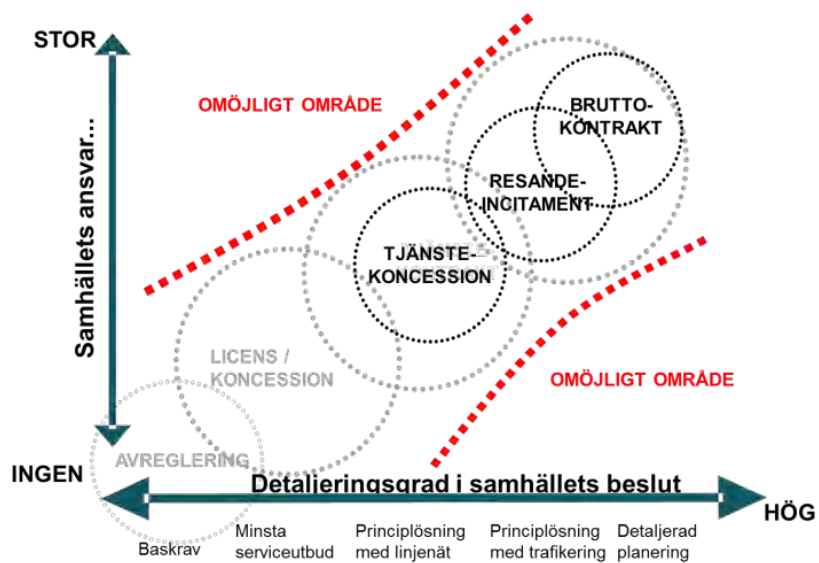 STOR
OMÖJLIGT OMRÅDE
BRUTTO-
KONTRAKT
RESANDE-
INCITAMENT
Samhällets ansvar...
TJÄNSTE-
KONCESSION
LICENS /
KONCESSION
OMÖJLIGT OMRÅDE
AVREGLERING
INGEN
Detaljeringsgrad i samhällets beslut
HÖG
Baskrav
Minsta
serviceutbud
Principlösning
med linjenät
Principlösning
med trafikering
Detaljerad
planering